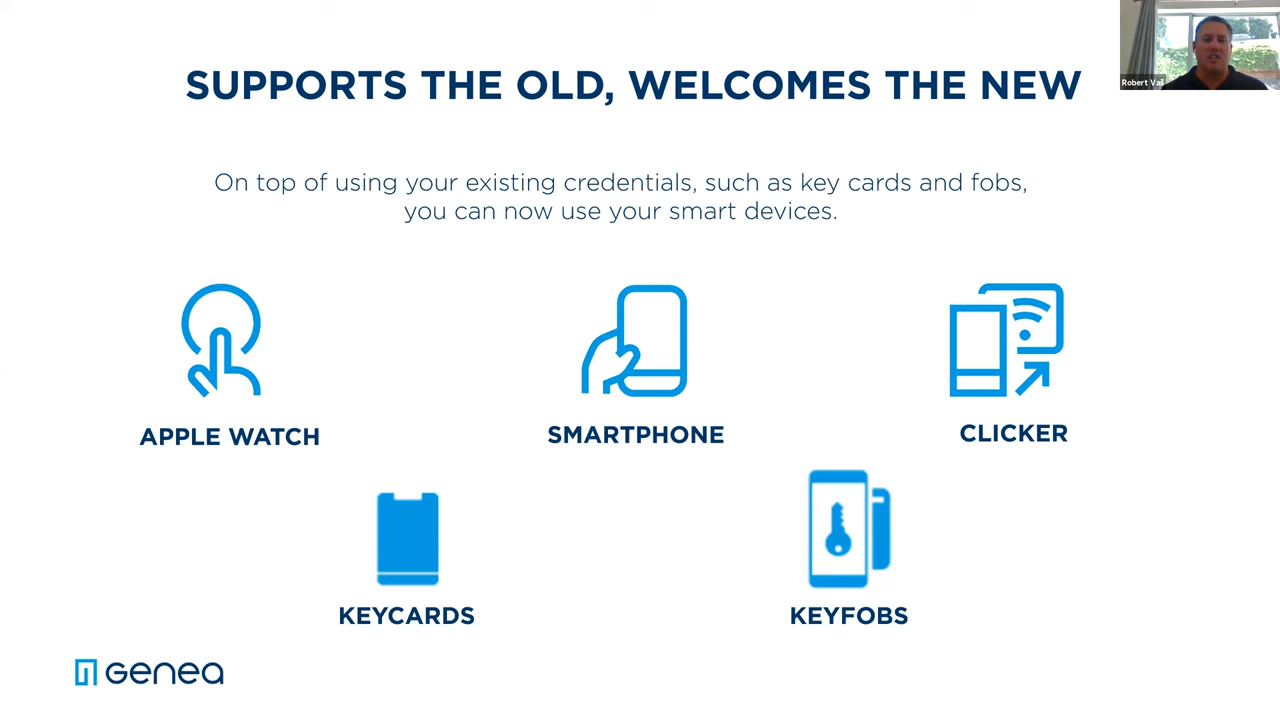 SUPPORTS THE OLD, WELCOMES THE NEW
Robert Vail
On top of using your existing credentials, such as key cards and fobs,
you can now use your smart devices.
APPLE WATCH
SMARTPHONE
CLICKER
KEYCARDS
KEYFOBS
Genea